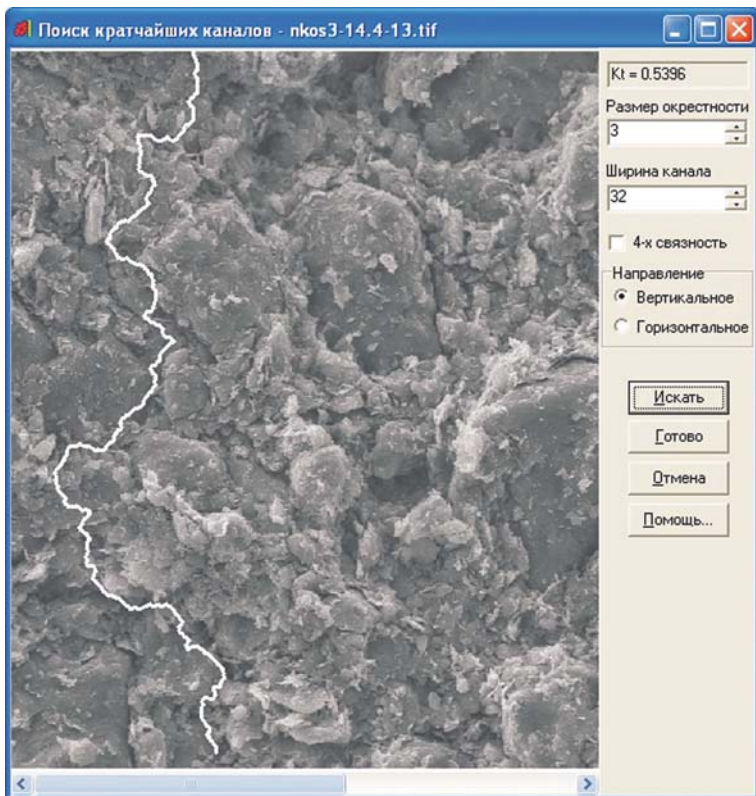 Поиск кратчайших каналов - nkos3-14.4-13.tif
Kt = 0.5396
Размер окрестности
3
Ширина канала
32
4-х связность
Направление
Вертикальное
Горизонтальное
Искать
Готово
Отмена
Помощь...